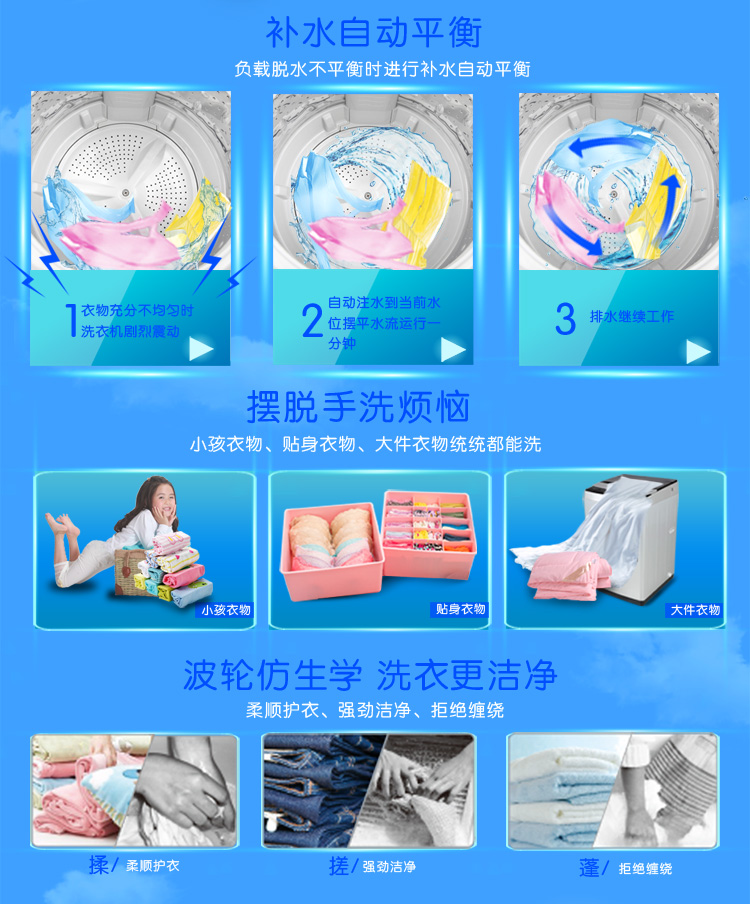 补水自动平衡
负载脱水不平衡时进行补水自动平衡
1 衣物充分不均匀时
洗衣机剧烈震动
2 自动注水到当前水
位摆平水流运行一
分钟
3 排水继续工作
摆脱手洗烦恼
小孩衣物、贴身衣物、大件衣物统统都能洗
小孩衣物
贴身衣物
大件衣物
波轮仿生学 洗衣更洁净
柔顺护衣、强劲洁净、拒绝缠绕
揉/ 柔顺护衣
搓/ 强劲洁净
蓬/ 拒绝缠绕